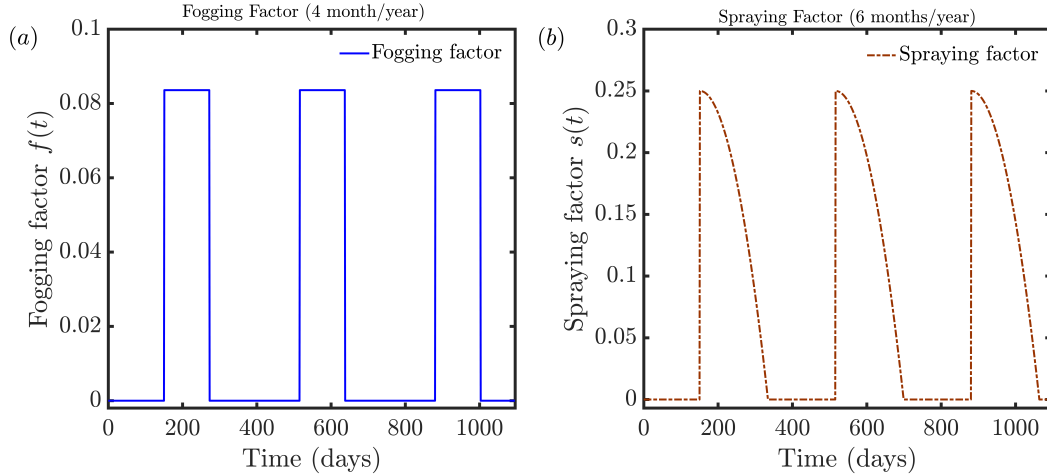 Fogging Factor (4 month/year)
(a)
0.1
Fogging factor
0.08
0.06
0.04
0.02
0
Fogging factor f(t)
0 200 400 600 800 1000
Time (days)
Spraying Factor (6 months/year)
(b)
0.3
Spraying factor
0.25
0.2
0.15
0.1
0.05
0
Spraying factor s(t)
0 200 400 600 800 1000
Time (days)